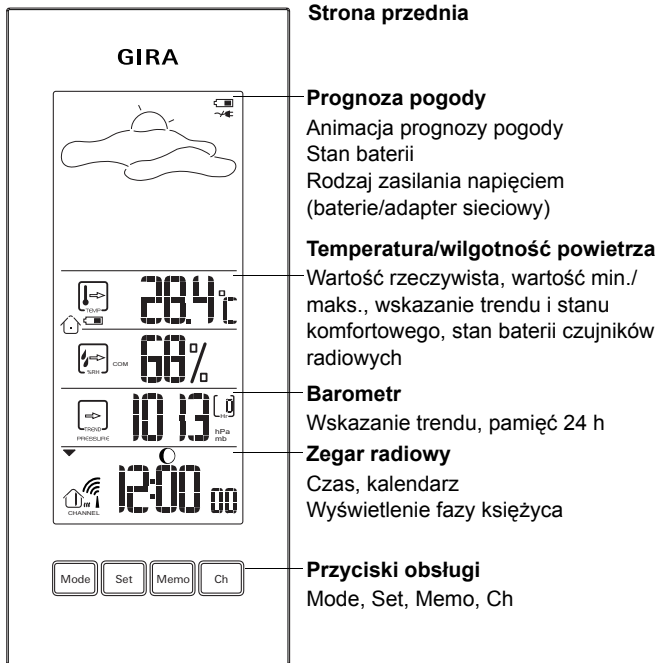 Strona przednia
GIRA
Prognoza pogody
Animacja prognozy pogody
Stan baterii
Rodzaj zasilania napięciem
(baterie/adapter sieciowy)
Temperatura/wilgotność powietrza
Wartość rzeczywista, wartość min./
maks., wskazanie trendu i stanu
komfortowego, stan baterii czujników
radiowych
TEMP
28.4°C
%RH
COM
68%
Barometr
Wskazanie trendu, pamięć 24 h
TREND
PRESSURE
1013
0
Hr
hPa
mb
Zegar radiowy
Czas, kalendarz
Wyświetlenie fazy księżyca
IN
CHANNEL
12:00 00
Przyciski obsługi
Mode, Set, Memo, Ch
Mode Set Memo Ch